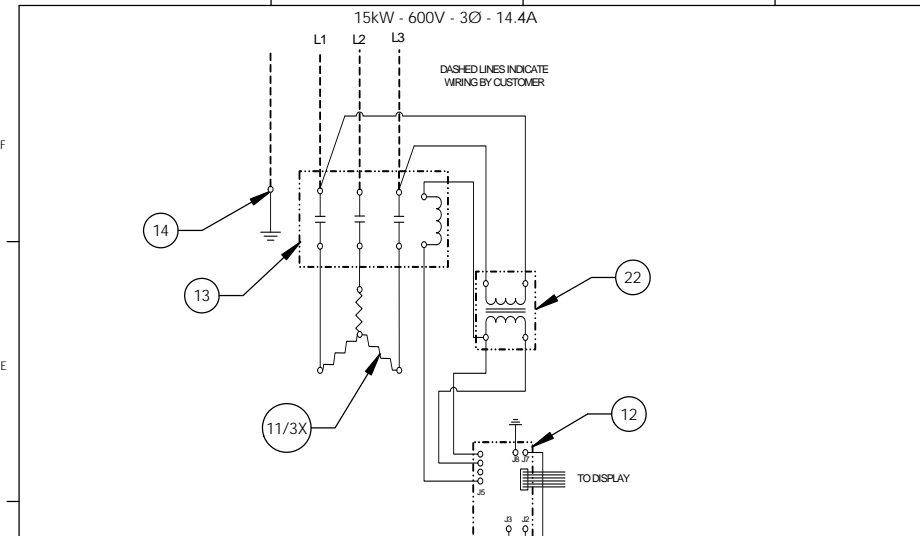 15kW - 600V - 3Ø - 14.4A
L1 L2 L3
DASHED LINES INDICATE
WIRING BY CUSTOMER
F
14
13
22
E
11/3X
12
J8 J7
TO DISPLAY
J5
J3 J2